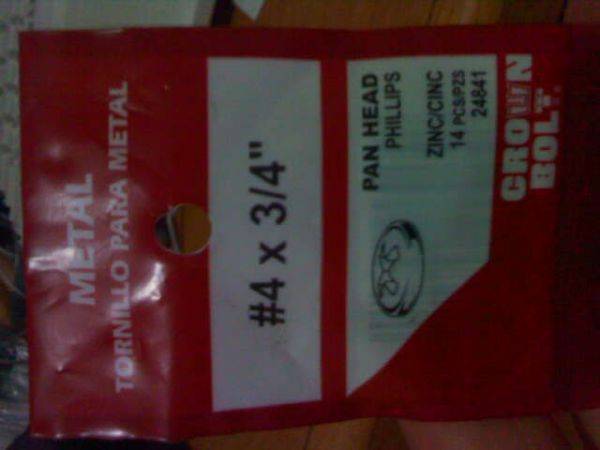 METAL
TORNILLO PARA METAL
#4 x 3/4"
PAN HEAD
PHILLIPS
ZINC/CINC
14 PCS/PZS
24841
CROWN
BOLT